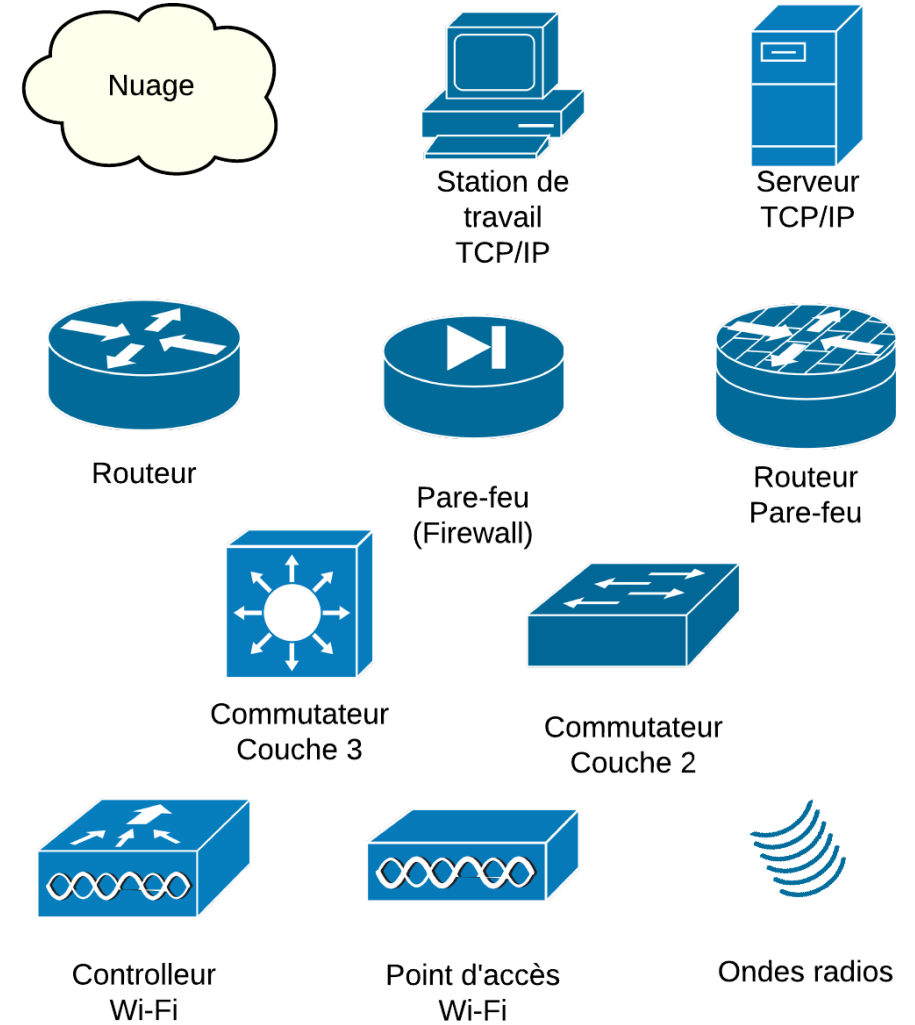 Nuage
Station de
travail
TCP/IP
Serveur
TCP/IP
Routeur
Pare-feu
(Firewall)
Routeur
Pare-feu
Commutateur
Couche 3
Commutateur
Couche 2
Controlleur
Wi-Fi
Point d'accès
Wi-Fi
Ondes radios